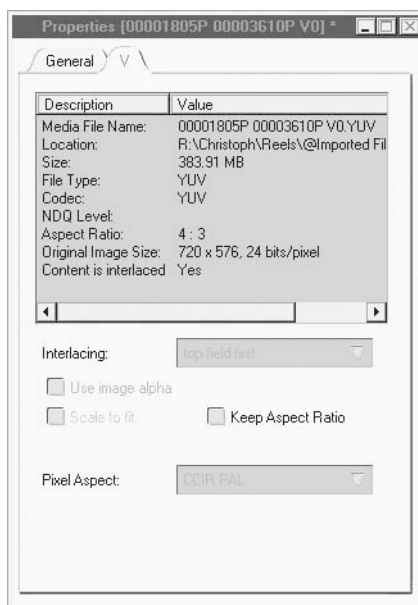 Properties [00001805P 00003610P V0] *
General V
Description Value
Media File Name: 00001805P 00003610P V0.YUV
Location: R:\Christoph\Reels\@Imported Fil
Size: 383.91 MB
File Type: YUV
Codec: YUV
NDQ Level:
Aspect Ratio: 4 : 3
Original Image Size: 720 x 576, 24 bits/pixel
Content is interlaced Yes
Interlacing: top field first
Use image alpha
Scale to fit Keep Aspect Ratio
Pixel Aspect: CCIR PAL